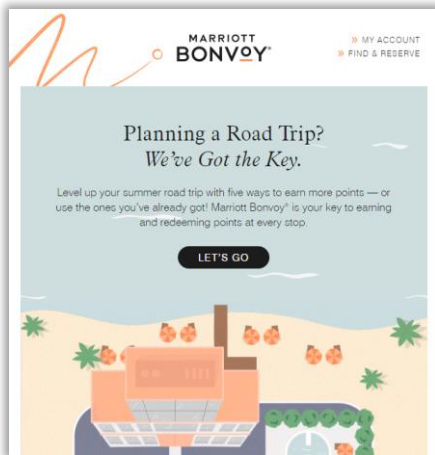 MARRIOTT
BONVOY®
» MY ACCOUNT
» FIND & RESERVE
Planning a Road Trip?
We've Got the Key.
Level up your summer road trip with five ways to earn more points — or
use the ones you've already got! Marriott Bonvoy® is your key to earning
and redeeming points at every stop.
LET'S GO